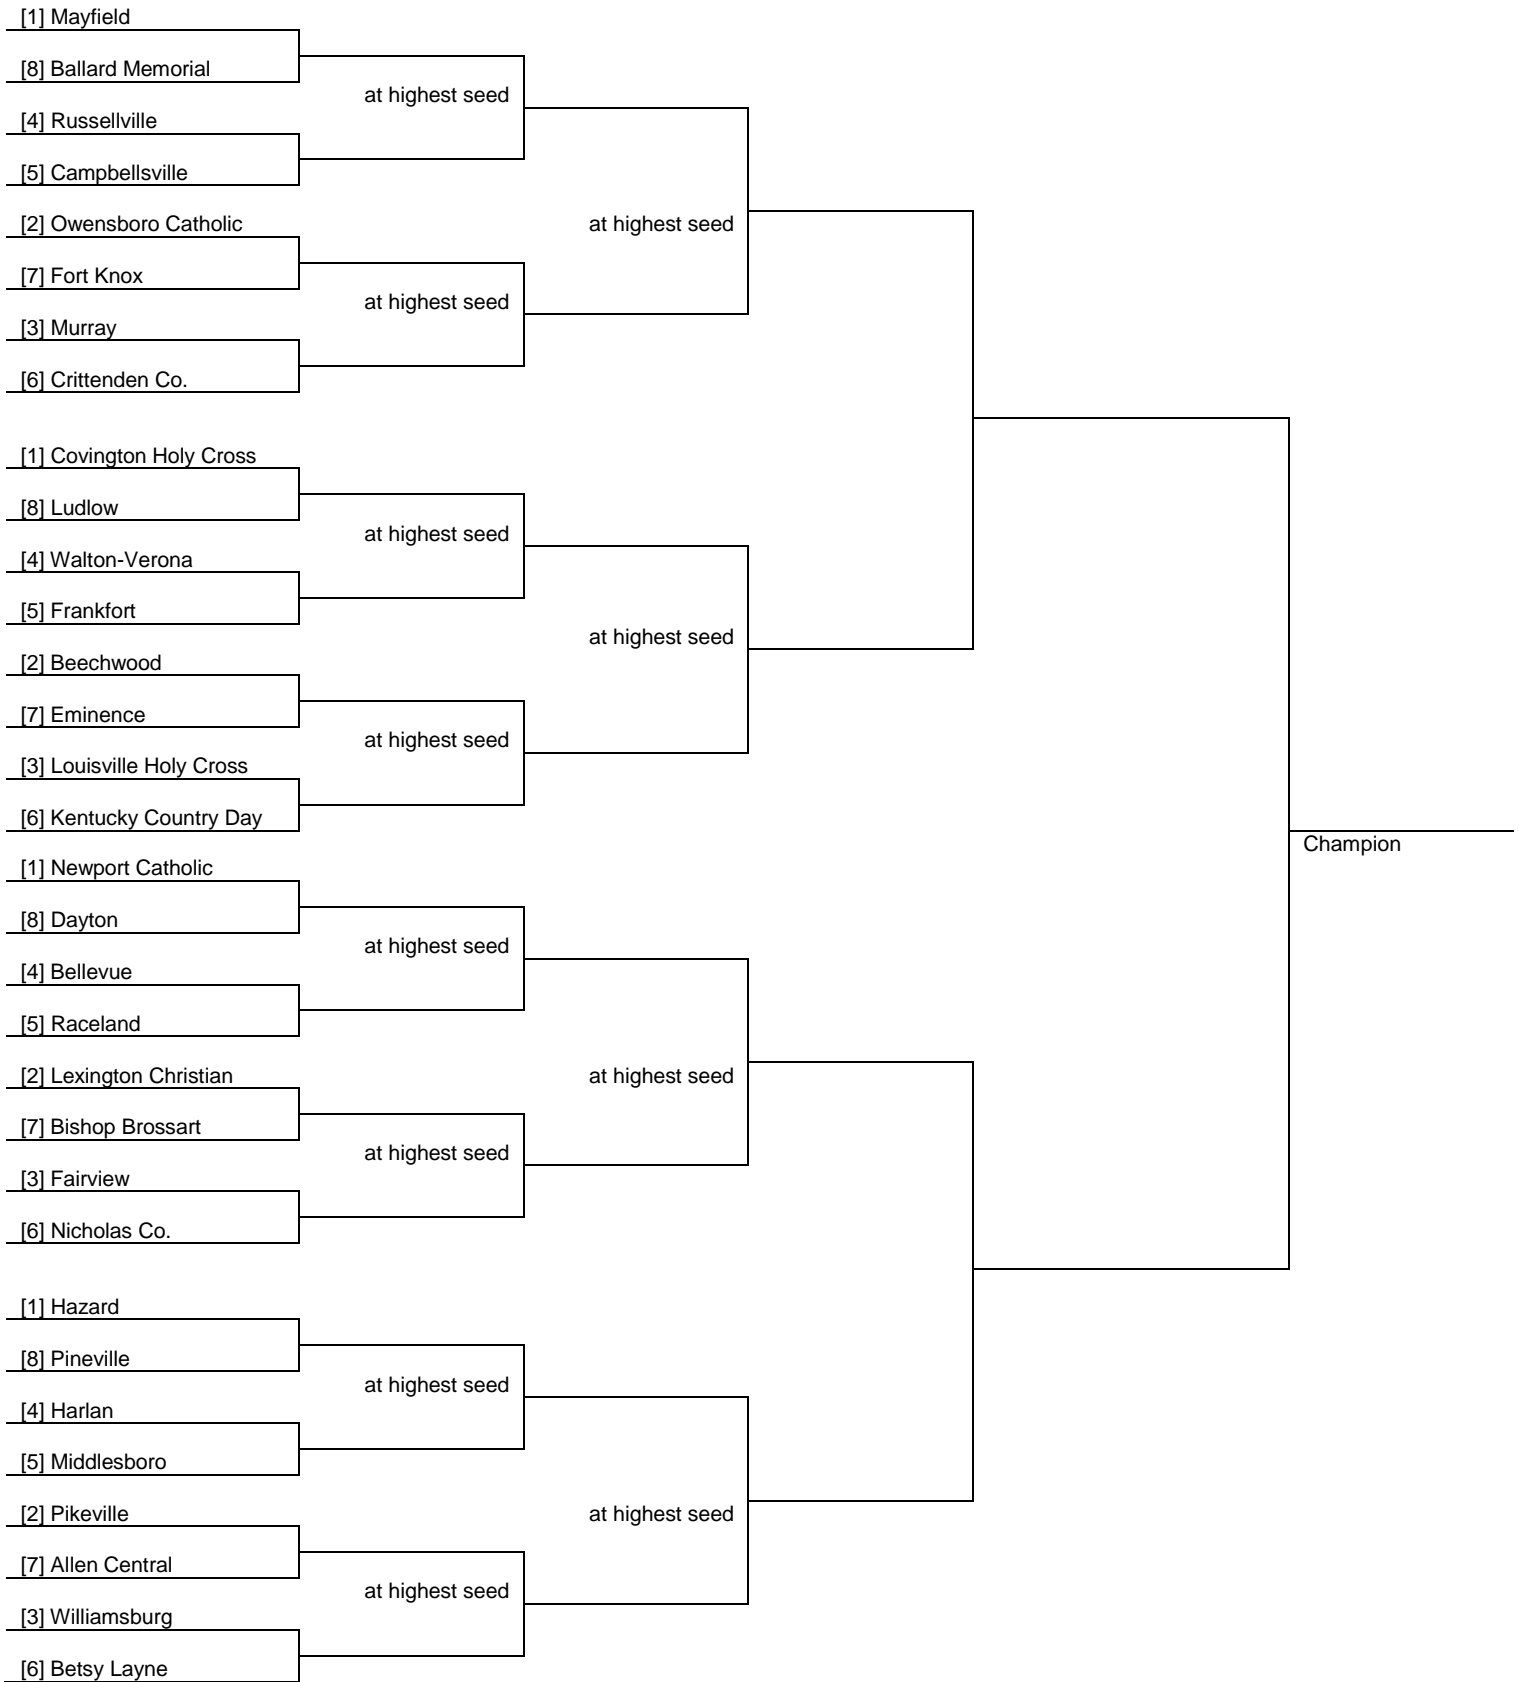 [1] Mayfield
[8] Ballard Memorial
at highest seed
[4] Russellville
[5] Campbellsville
[2] Owensboro Catholic
at highest seed
[7] Fort Knox
at highest seed
[3] Murray
[6] Crittenden Co.
[1] Covington Holy Cross
[8] Ludlow
at highest seed
[4] Walton-Verona
[5] Frankfort
at highest seed
[2] Beechwood
[7] Eminence
at highest seed
[3] Louisville Holy Cross
[6] Kentucky Country Day
Champion
[1] Newport Catholic
[8] Dayton
at highest seed
[4] Bellevue
[5] Raceland
[2] Lexington Christian
at highest seed
[7] Bishop Brossart
at highest seed
[3] Fairview
[6] Nicholas Co.
[1] Hazard
[8] Pineville
at highest seed
[4] Harlan
[5] Middlesboro
[2] Pikeville
at highest seed
[7] Allen Central
at highest seed
[3] Williamsburg
[6] Betsy Layne